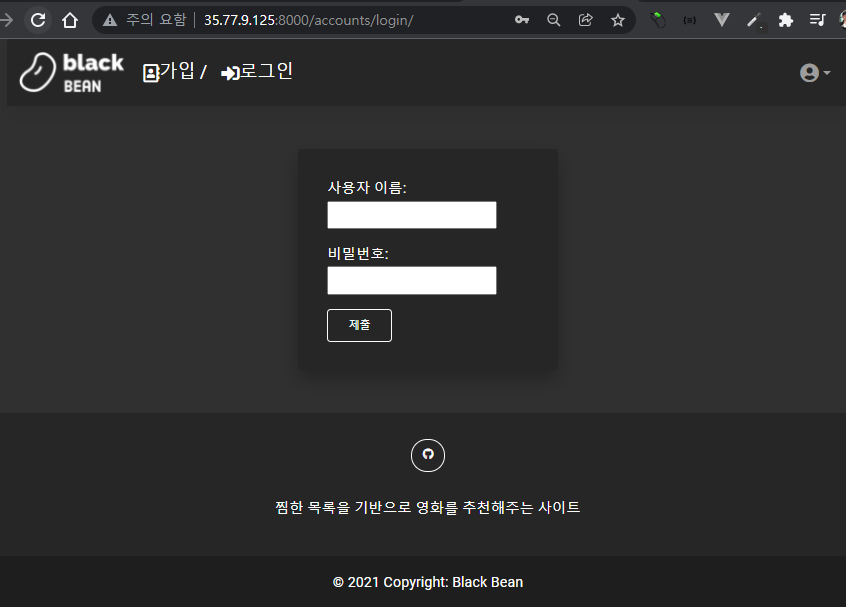 주의 요함 35.77.9.125:8000/accounts/login/
black
BEAN
가입 / 로그인
사용자 이름:
비밀번호:
제출
찜한 목록을 기반으로 영화를 추천해주는 사이트
© 2021 Copyright: Black Bean